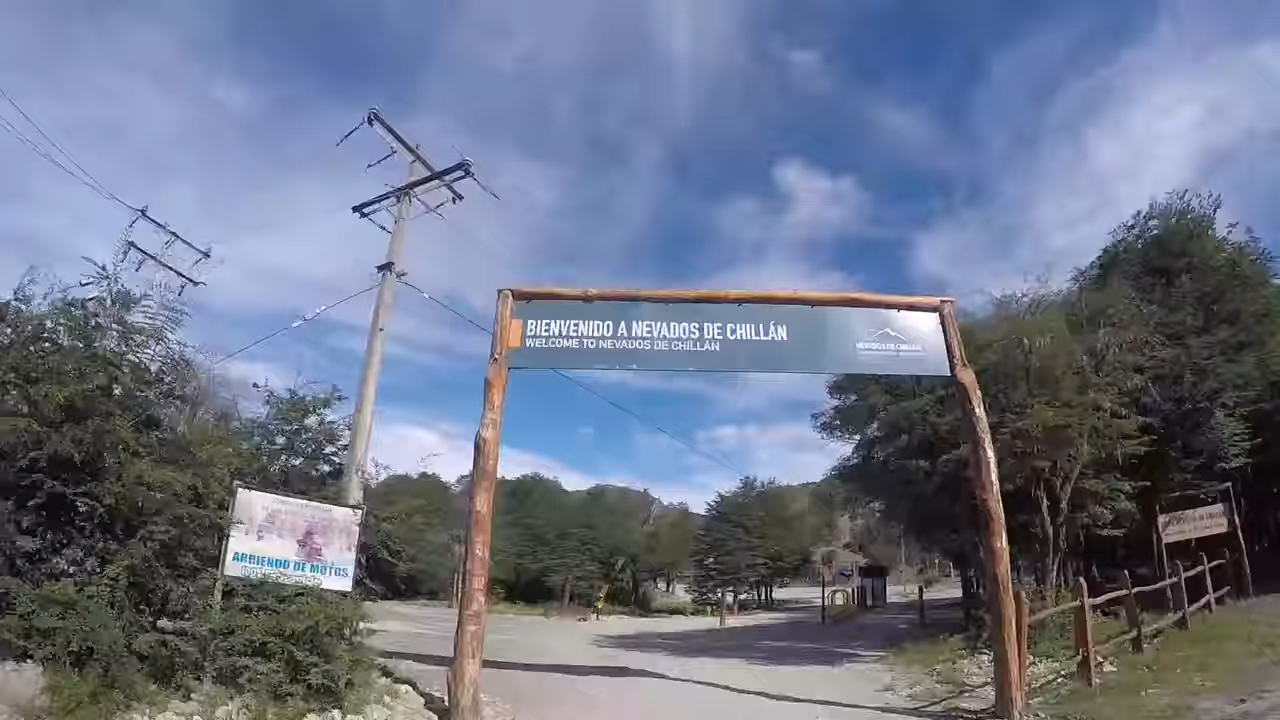 BIENVENIDO A NEVADOS DE CHILLÁN
WELCOME TO NEVADOS DE CHILLÁN
NEVADOS DE CHILLÁN
ARRIENDO DE MOTOS